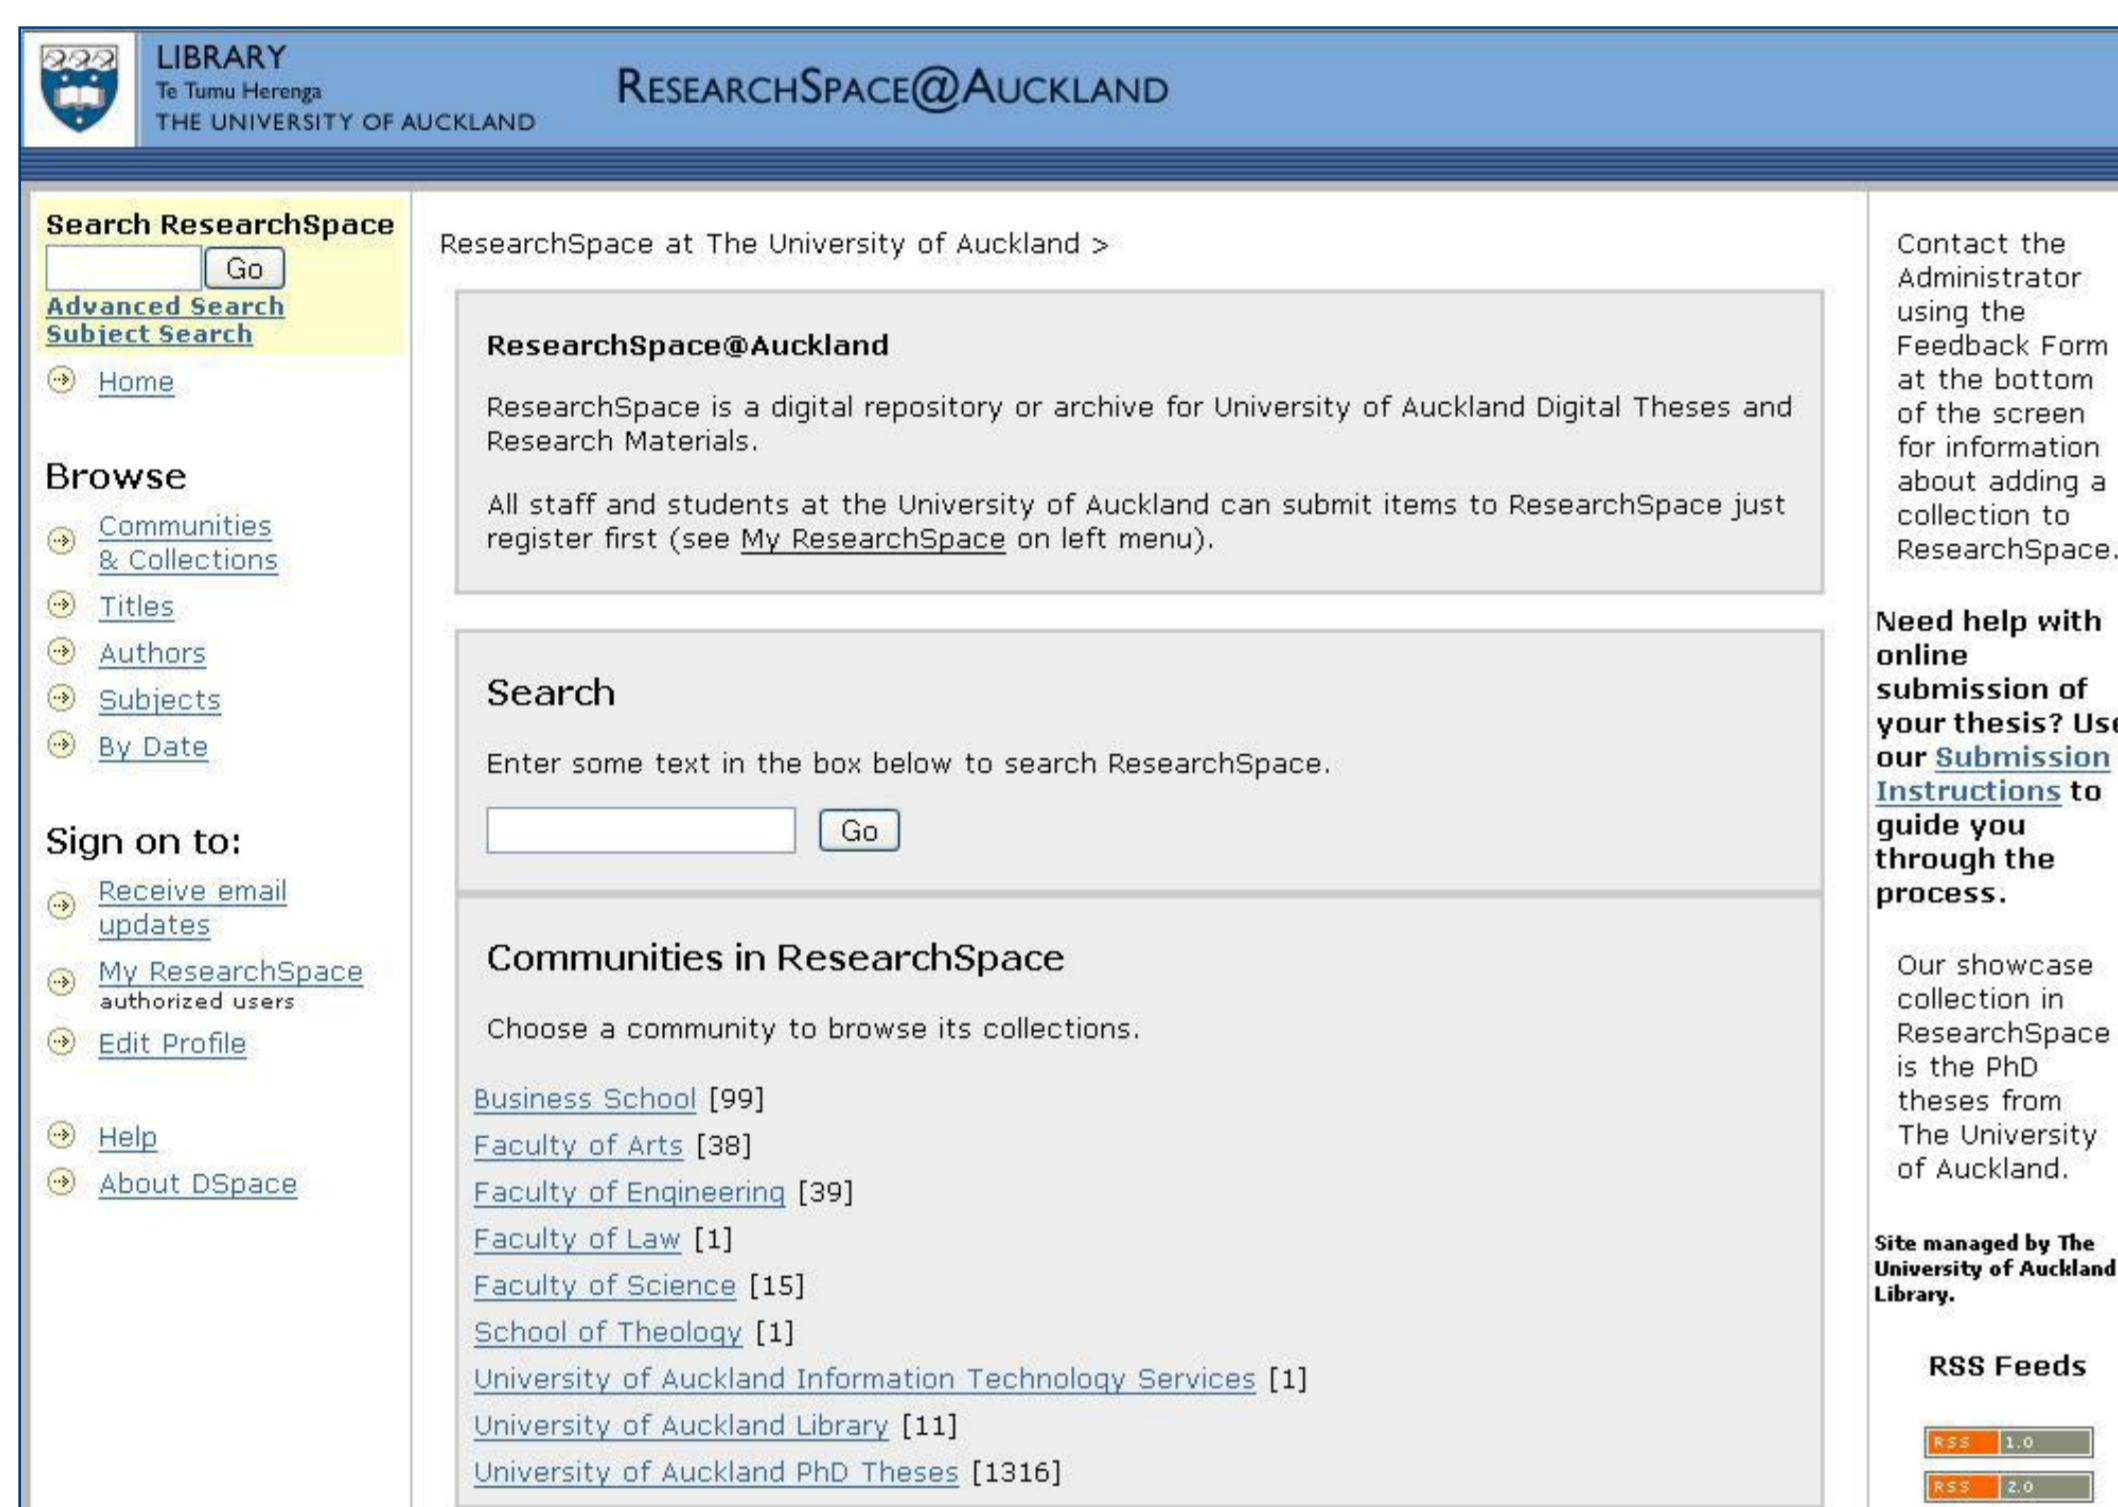 LIBRARY
Te Tumu Herenga
THE UNIVERSITY OF AUCKLAND
RESEARCHSPACE@AUCKLAND
Search ResearchSpace
Go
Advanced Search
Subject Search
Home
Browse
Communities
& Collections
Titles
Authors
Subjects
By Date
Sign on to:
Receive email
updates
My ResearchSpace
authorized users
Edit Profile
Help
About DSpace
ResearchSpace at The University of Auckland >
ResearchSpace@Auckland
ResearchSpace is a digital repository or archive for University of Auckland Digital Theses and
Research Materials.
All staff and students at the University of Auckland can submit items to ResearchSpace just
register first (see My ResearchSpace on left menu).
Search
Enter some text in the box below to search ResearchSpace.
Go
Communities in ResearchSpace
Choose a community to browse its collections.
Business School [99]
Faculty of Arts [38]
Faculty of Engineering [39]
Faculty of Law [1]
Faculty of Science [15]
School of Theology [1]
University of Auckland Information Technology Services [1]
University of Auckland Library [11]
University of Auckland PhD Theses [1316]
Contact the
Administrator
using the
Feedback Form
at the bottom
of the screen
for information
about adding a
collection to
ResearchSpace.
Need help with
online
submission of
your thesis? Use
our Submission
Instructions to
guide you
through the
process.
Our showcase
collection in
ResearchSpace
is the PhD
theses from
The University
of Auckland.
Site managed by The
University of Auckland
Library.
RSS Feeds
RSS 1.0
RSS 2.0